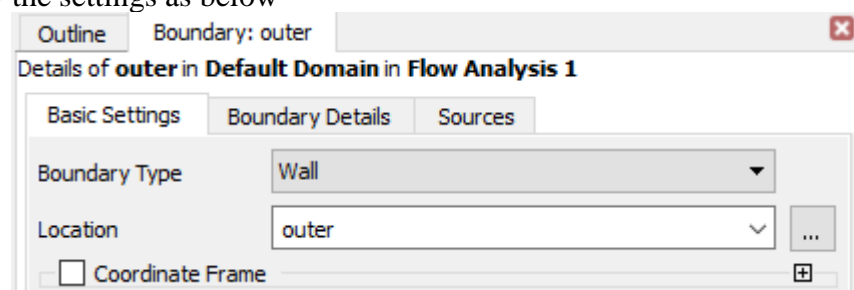 the settings as below
Outline Boundary: outer
Details of outer in Default Domain in Flow Analysis 1
Basic Settings Boundary Details Sources
Boundary Type Wall
Location outer ...
Coordinate Frame